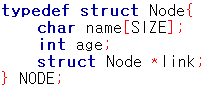 typedef struct Node{
    char name[SIZE];
    int age;
    struct Node *link;
} NODE;